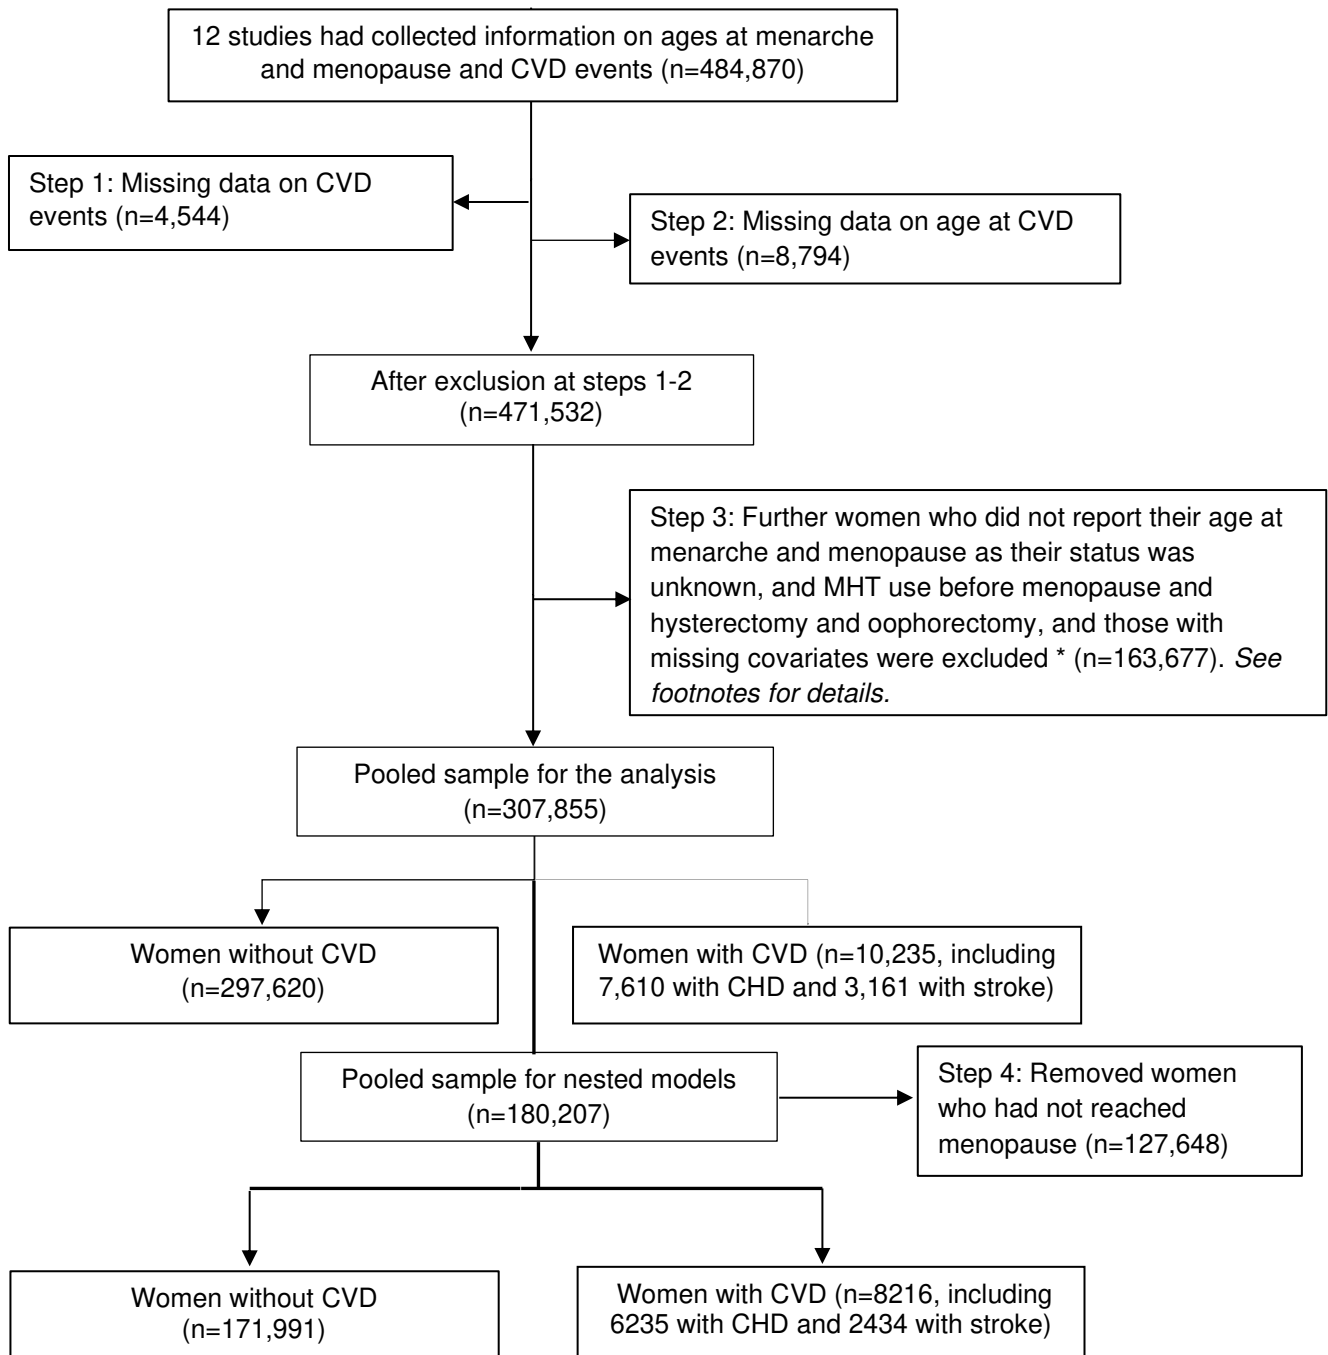 12 studies had collected information on ages at menarche
and menopause and CVD events (n=484,870)
Step 1: Missing data on CVD
events (n=4,544)
Step 2: Missing data on age at CVD
events (n=8,794)
After exclusion at steps 1-2
(n=471,532)
Step 3: Further women who did not report their age at
menarche and menopause as their status was
unknown, and MHT use before menopause and
hysterectomy and oophorectomy, and those with
missing covariates were excluded * (n=163,677). See
footnotes for details.
Pooled sample for the analysis
(n=307,855)
Women without CVD
(n=297,620)
Women with CVD (n=10,235, including
7,610 with CHD and 3,161 with stroke)
Pooled sample for nested models
(n=180,207)
Step 4: Removed women
who had not reached
menopause (n=127,648)
Women without CVD
(n=171,991)
Women with CVD (n=8216, including
6235 with CHD and 2434 with stroke)